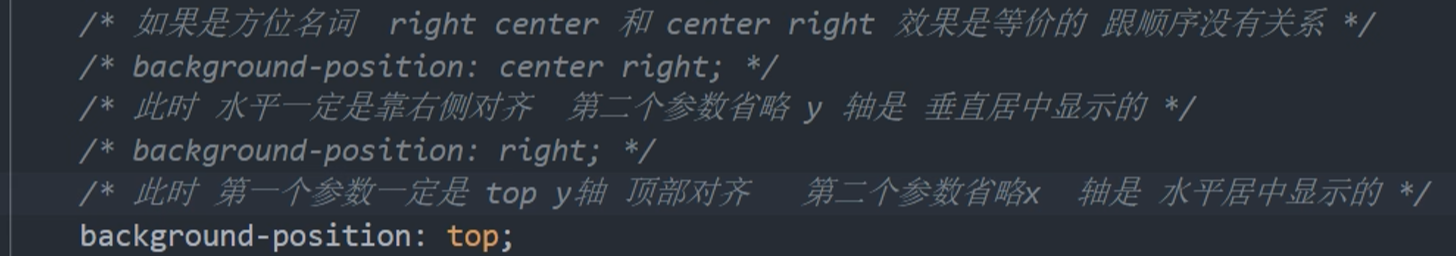 /* 如果是方位名词  right center 和 center right 效果是等价的 跟顺序没有关系 */
/* background-position: center right; */
/* 此时 水平一定是靠右侧对齐  第二个参数省略 y 轴是 垂直居中显示的 */
/* background-position: right; */
/* 此时 第一个参数一定是 top y轴 顶部对齐   第二个参数省略x  轴是 水平居中显示的 */
background-position: top;